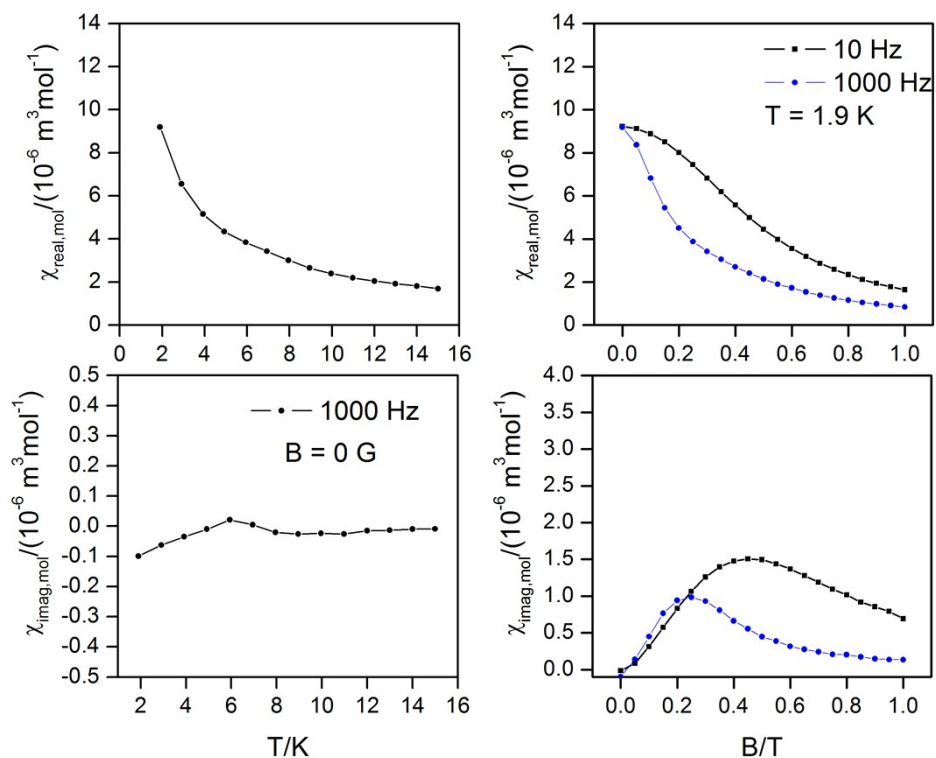 14
12
10
8
6
4
2
0
χreal,mol/(10⁻⁶ m³mol⁻¹)
0 2 4 6 8 10 12 14 16
14
12
10
8
6
4
2
0
χreal,mol/(10⁻⁶ m³mol⁻¹)
10 Hz
1000 Hz
T = 1.9 K
0.0 0.2 0.4 0.6 0.8 1.0
0.5
0.4
0.3
0.2
0.1
0.0
-0.1
-0.2
-0.3
-0.4
-0.5
χimag,mol/(10⁻⁶ m³mol⁻¹)
1000 Hz
B = 0 G
2 4 6 8 10 12 14 16
T/K
4.0
3.5
3.0
2.5
2.0
1.5
1.0
0.5
0.0
χimag,mol/(10⁻⁶ m³mol⁻¹)
0.0 0.2 0.4 0.6 0.8 1.0
B/T